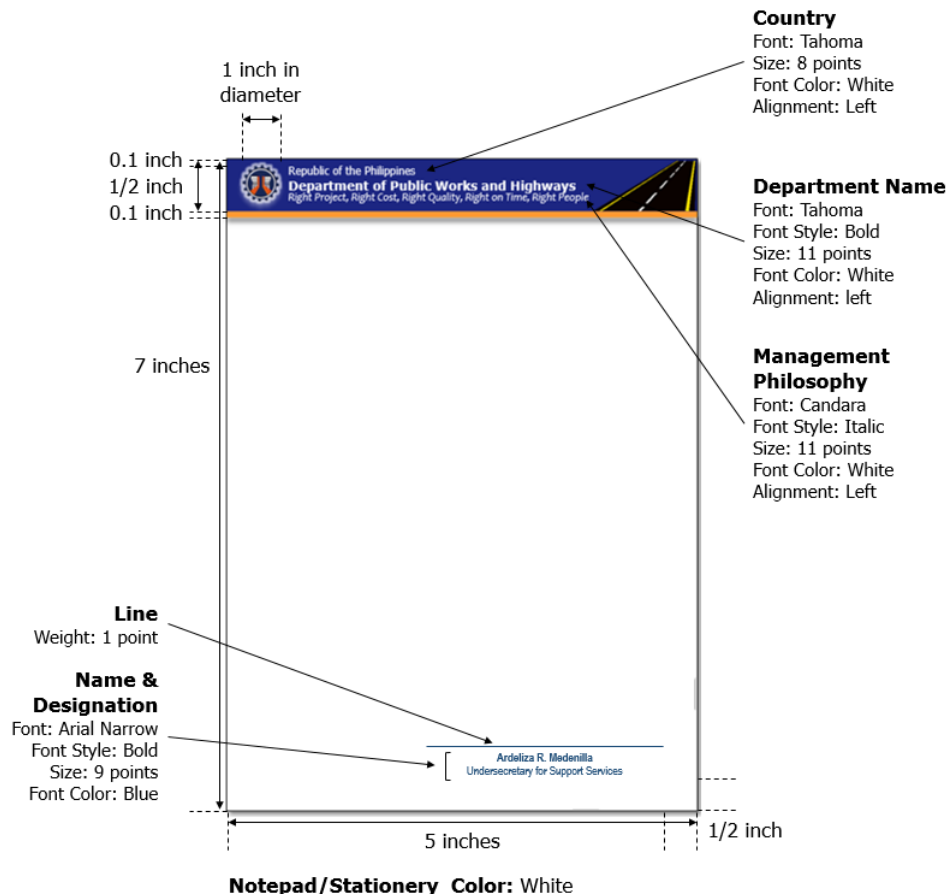 Country
Font: Tahoma
Size: 8 points
Font Color: White
Alignment: Left
1 inch in
diameter
0.1 inch
1/2 inch
0.1 inch
Republic of the Philippines
Department of Public Works and Highways
Right Project, Right Cost, Right Quality, Right on Time, Right People
Department Name
Font: Tahoma
Font Style: Bold
Size: 11 points
Font Color: White
Alignment: left
7 inches
Management
Philosophy
Font: Candara
Font Style: Italic
Size: 11 points
Font Color: White
Alignment: Left
Line
Weight: 1 point
Name &
Designation
Font: Arial Narrow
Font Style: Bold
Size: 9 points
Font Color: Blue
Ardeliza R. Medenilla
Undersecretary for Support Services
5 inches
1/2 inch
Notepad/Stationery Color: White